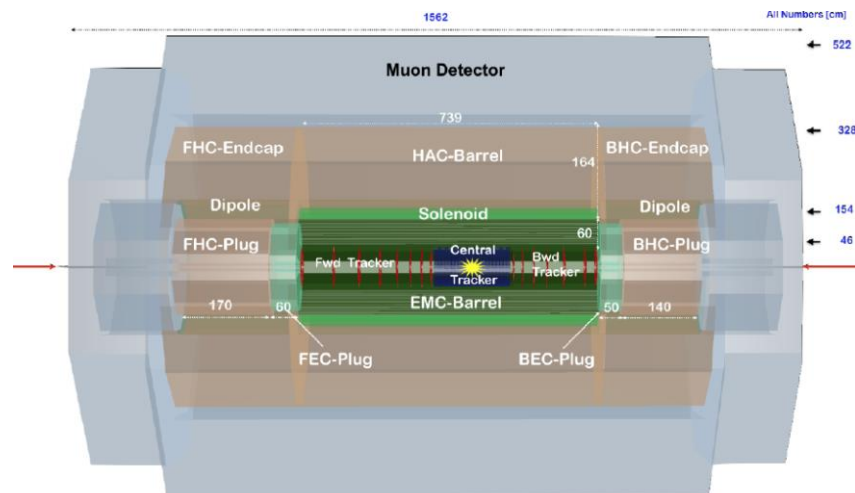 1562
All Numbers [cm]
522
Muon Detector
739
328
FHC-Endcap
HAC-Barrel
BHC-Endcap
164
Dipole
Solenoid
Dipole
154
FHC-Plug
60
BHC-Plug
46
Fwd Tracker
Central
Tracker
Bwd
Tracker
EMC-Barrel
170
60
50
140
FEC-Plug
BEC-Plug